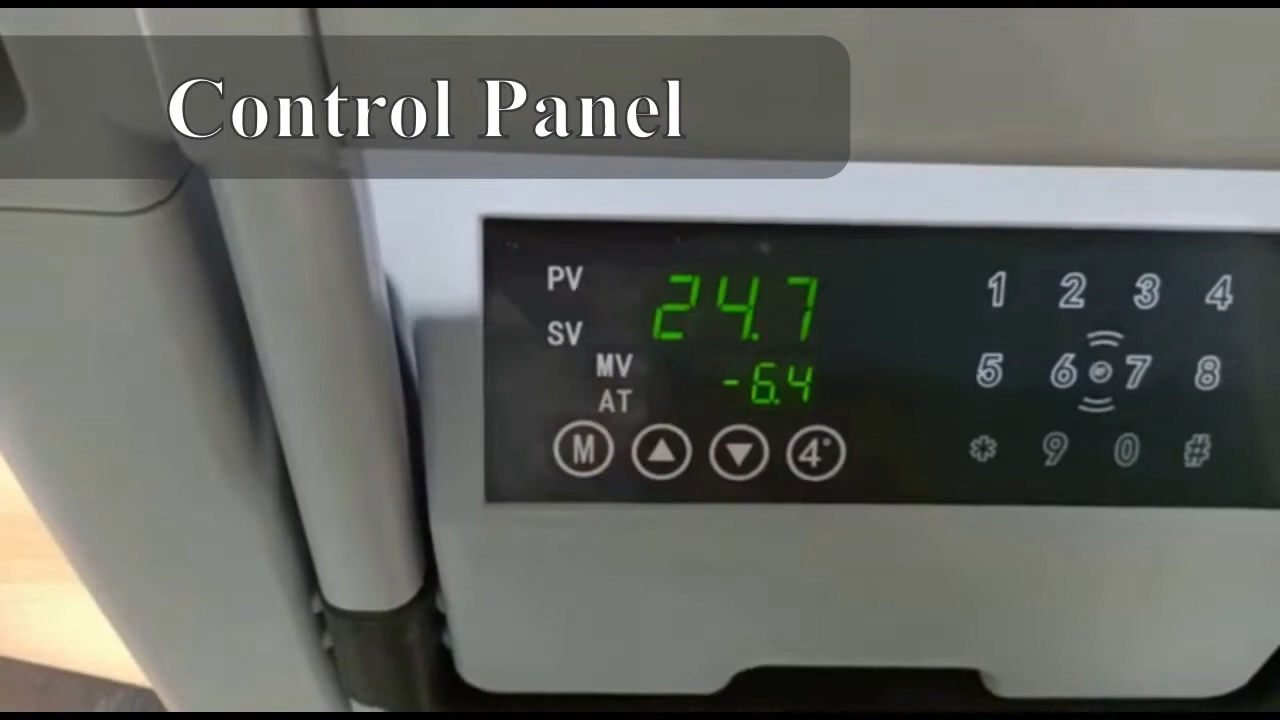 Control Panel
PV 24.7
SV
MV -6.4
AT
M 4°
1 2 3 4
5 6 7 8
* 9 0 #